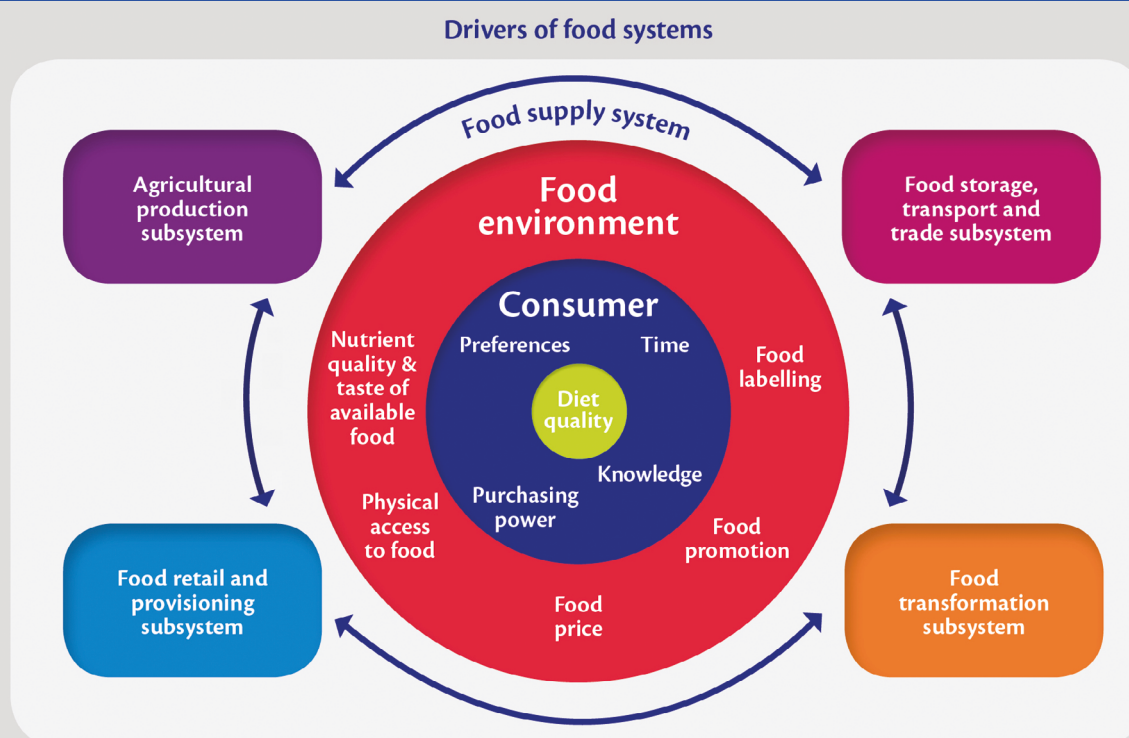 Drivers of food systems
Food supply system
Agricultural
production
subsystem
Food storage,
transport and
trade subsystem
Food
environment
Consumer
Preferences
Time
Diet
quality
Knowledge
Purchasing
power
Nutrient
quality &
taste of
available
food
Food
labelling
Physical
access
to food
Food
promotion
Food
price
Food retail and
provisioning
subsystem
Food
transformation
subsystem